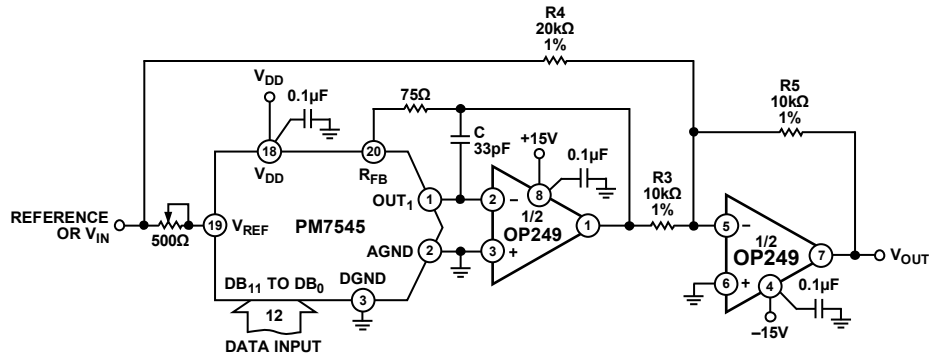 R4
20kΩ
1%
VDD
0.1µF
75Ω
R5
10kΩ
1%
C
33pF
+15V
0.1µF
18
VDD
20
RFB
R3
10kΩ
1%
OUT1
1
2
–
8
1/2
OP249
1
REFERENCE
OR VIN
500Ω
19
VREF
PM7545
AGND
2
3
+
5
–
1/2
OP249
7
VOUT
DB11 TO DB0
DGND
3
6
+
4
0.1µF
12
–15V
DATA INPUT